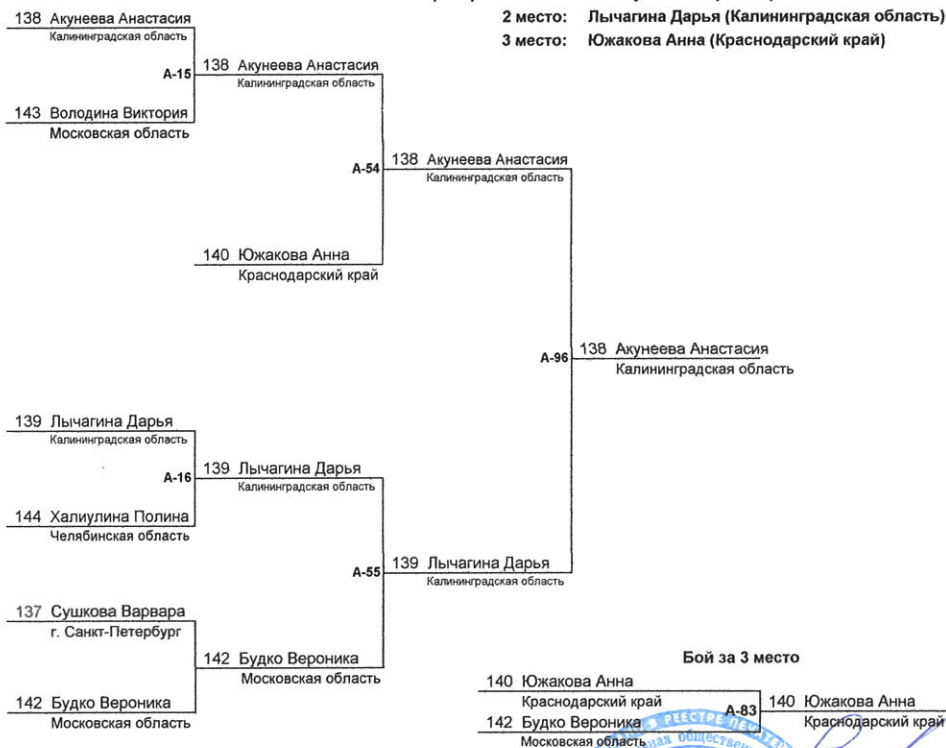 2 место: Лычагина Дарья (Калининградская область)
3 место: Южакова Анна (Краснодарский край)
138 Акунеева Анастасия
Калининградская область
А-15
138 Акунеева Анастасия
Калининградская область
143 Володина Виктория
Московская область
А-54
138 Акунеева Анастасия
Калининградская область
140 Южакова Анна
Краснодарский край
А-96
138 Акунеева Анастасия
Калининградская область
139 Лычагина Дарья
Калининградская область
А-16
139 Лычагина Дарья
Калининградская область
144 Халиулина Полина
Челябинская область
А-55
139 Лычагина Дарья
Калининградская область
137 Сушкова Варвара
г. Санкт-Петербург
142 Будко Вероника
Московская область
142 Будко Вероника
Московская область
Бой за 3 место
140 Южакова Анна
Краснодарский край
А-83
140 Южакова Анна
Краснодарский край
142 Будко Вероника
Московская область
В РЕЕСТРЕ